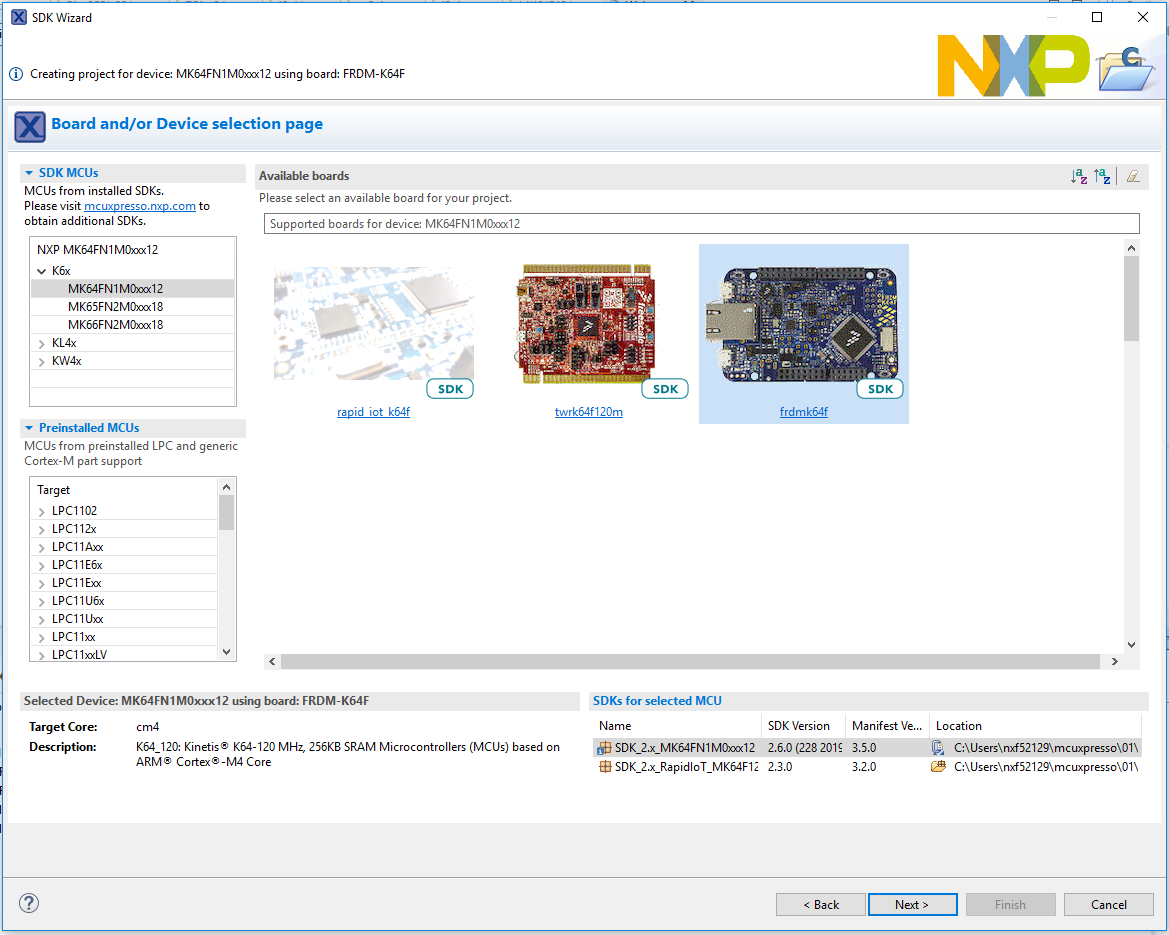 SDK Wizard
Creating project for device: MK64FN1M0xxx12 using board: FRDM-K64F
NXP
C
Board and/or Device selection page
SDK MCUs
MCUs from installed SDKs.
Please visit mcuxpresso.nxp.com to
obtain additional SDKs.
NXP MK64FN1M0xxx12
K6x
MK64FN1M0xxx12
MK65FN2M0xxx18
MK66FN2M0xxx18
KL4x
KW4x
Preinstalled MCUs
MCUs from preinstalled LPC and generic
Cortex-M part support
Target
LPC1102
LPC112x
LPC11Axx
LPC11E6x
LPC11Exx
LPC11U6x
LPC11Uxx
LPC11xx
LPC11xxLV
Available boards
Please select an available board for your project.
Supported boards for device: MK64FN1M0xxx12
SDK
SDK
SDK
rapid_iot_k64f
twrk64f120m
frdmk64f
Selected Device: MK64FN1M0xxx12 using board: FRDM-K64F
Target Core: cm4
Description: K64_120: Kinetis® K64-120 MHz, 256KB SRAM Microcontrollers (MCUs) based on
ARM® Cortex®-M4 Core
SDKs for selected MCU
Name SDK Version Manifest Ve... Location
SDK_2.x_MK64FN1M0xxx12 2.6.0 (228 2019 3.5.0 C:\Users\nxf52129\mcuxpresso\01\
SDK_2.x_RapidIoT_MK64F12 2.3.0 3.2.0 C:\Users\nxf52129\mcuxpresso\01\
< Back
Next >
Finish
Cancel